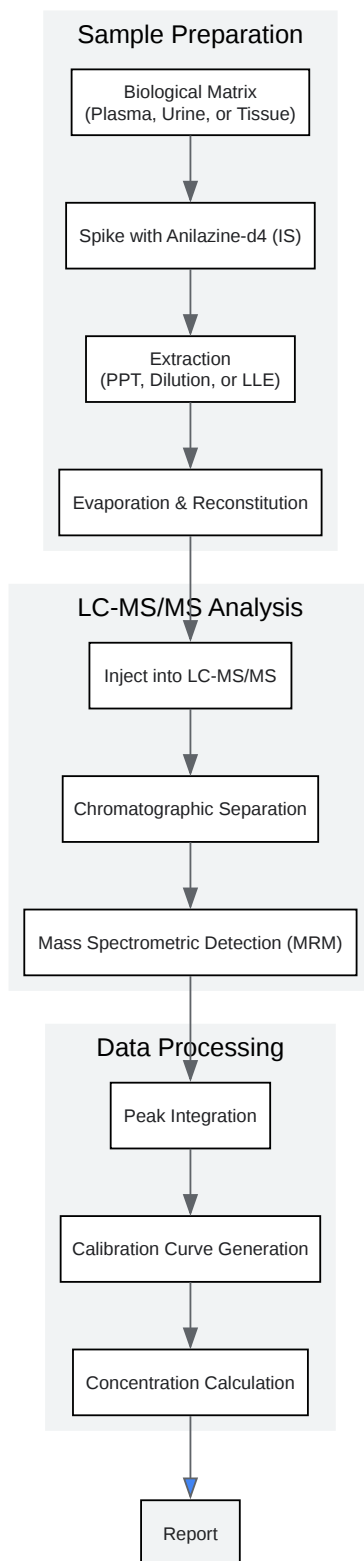 Sample Preparation
Biological Matrix
(Plasma, Urine, or Tissue)
Spike with Anilazine-d4 (IS)
Extraction
(PPT, Dilution, or LLE)
Evaporation & Reconstitution
LC-MS/MS Analysis
Inject into LC-MS/MS
Chromatographic Separation
Mass Spectrometric Detection (MRM)
Data Processing
Peak Integration
Calibration Curve Generation
Concentration Calculation
Report